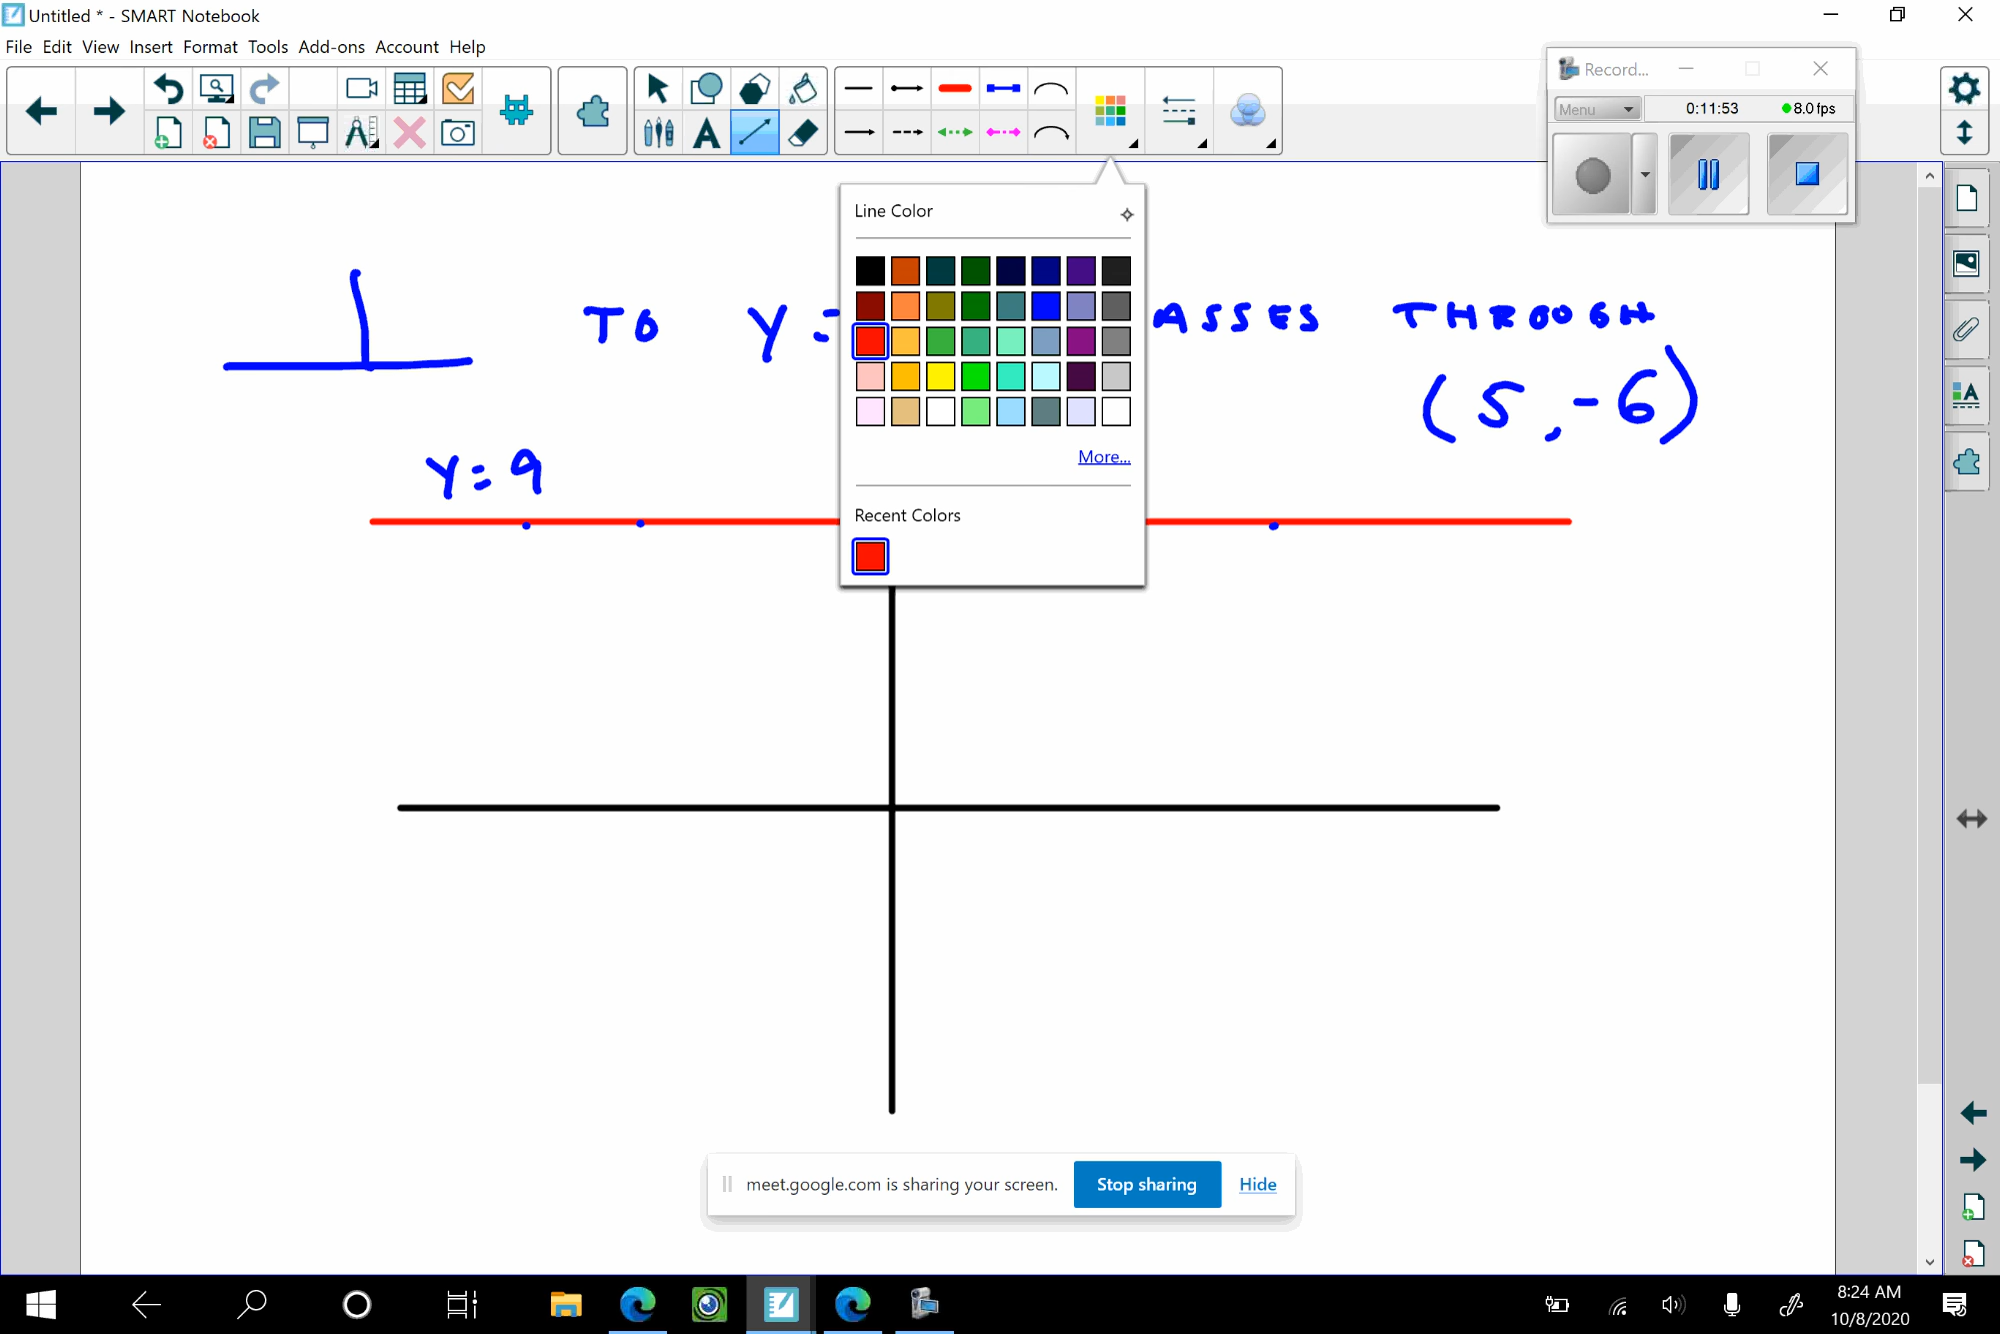 Untitled * - SMART Notebook
File Edit View Insert Format Tools Add-ons Account Help
Record...
Menu 0:11:53 8.0 fps
Line Color
TO Y= ASSES THROOGH
(5,-6)
More...
Y=9
Recent Colors
meet.google.com is sharing your screen. Stop sharing Hide
8:24 AM
10/8/2020